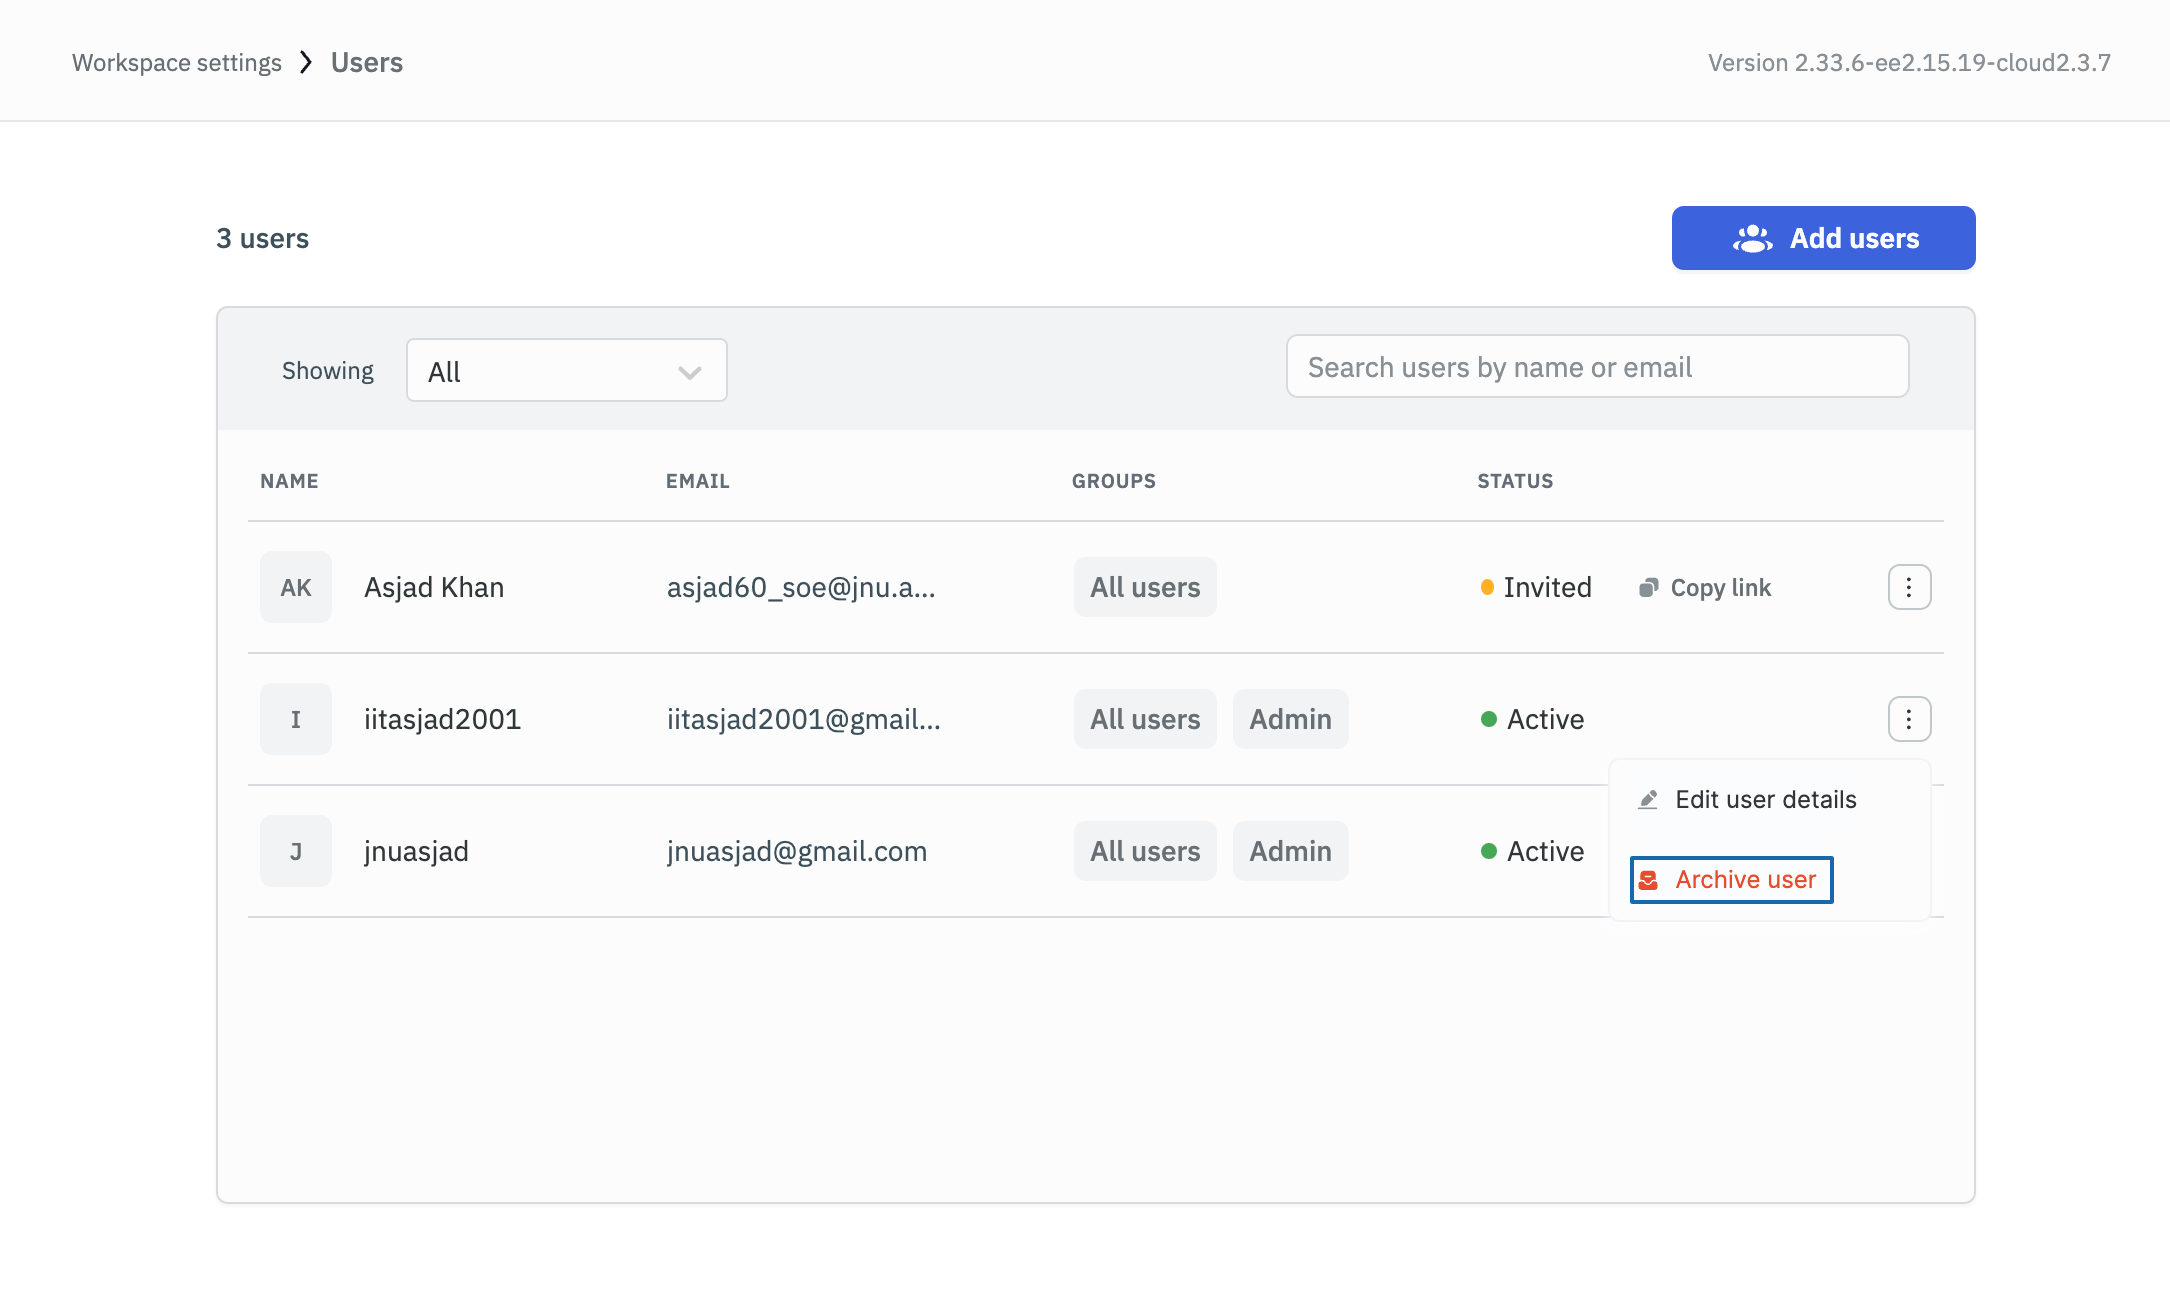 Workspace settings > Users
Version 2.33.6-ee2.15.19-cloud2.3.7
3 users
Add users
Showing
All
Search users by name or email
NAME EMAIL GROUPS STATUS
AK Asjad Khan asjad60_soe@jnu.a... All users Invited Copy link
I iitasjad2001 iitasjad2001@gmail... All users Admin Active
Edit user details
J jnuasjad jnuasjad@gmail.com All users Admin Active
Archive user